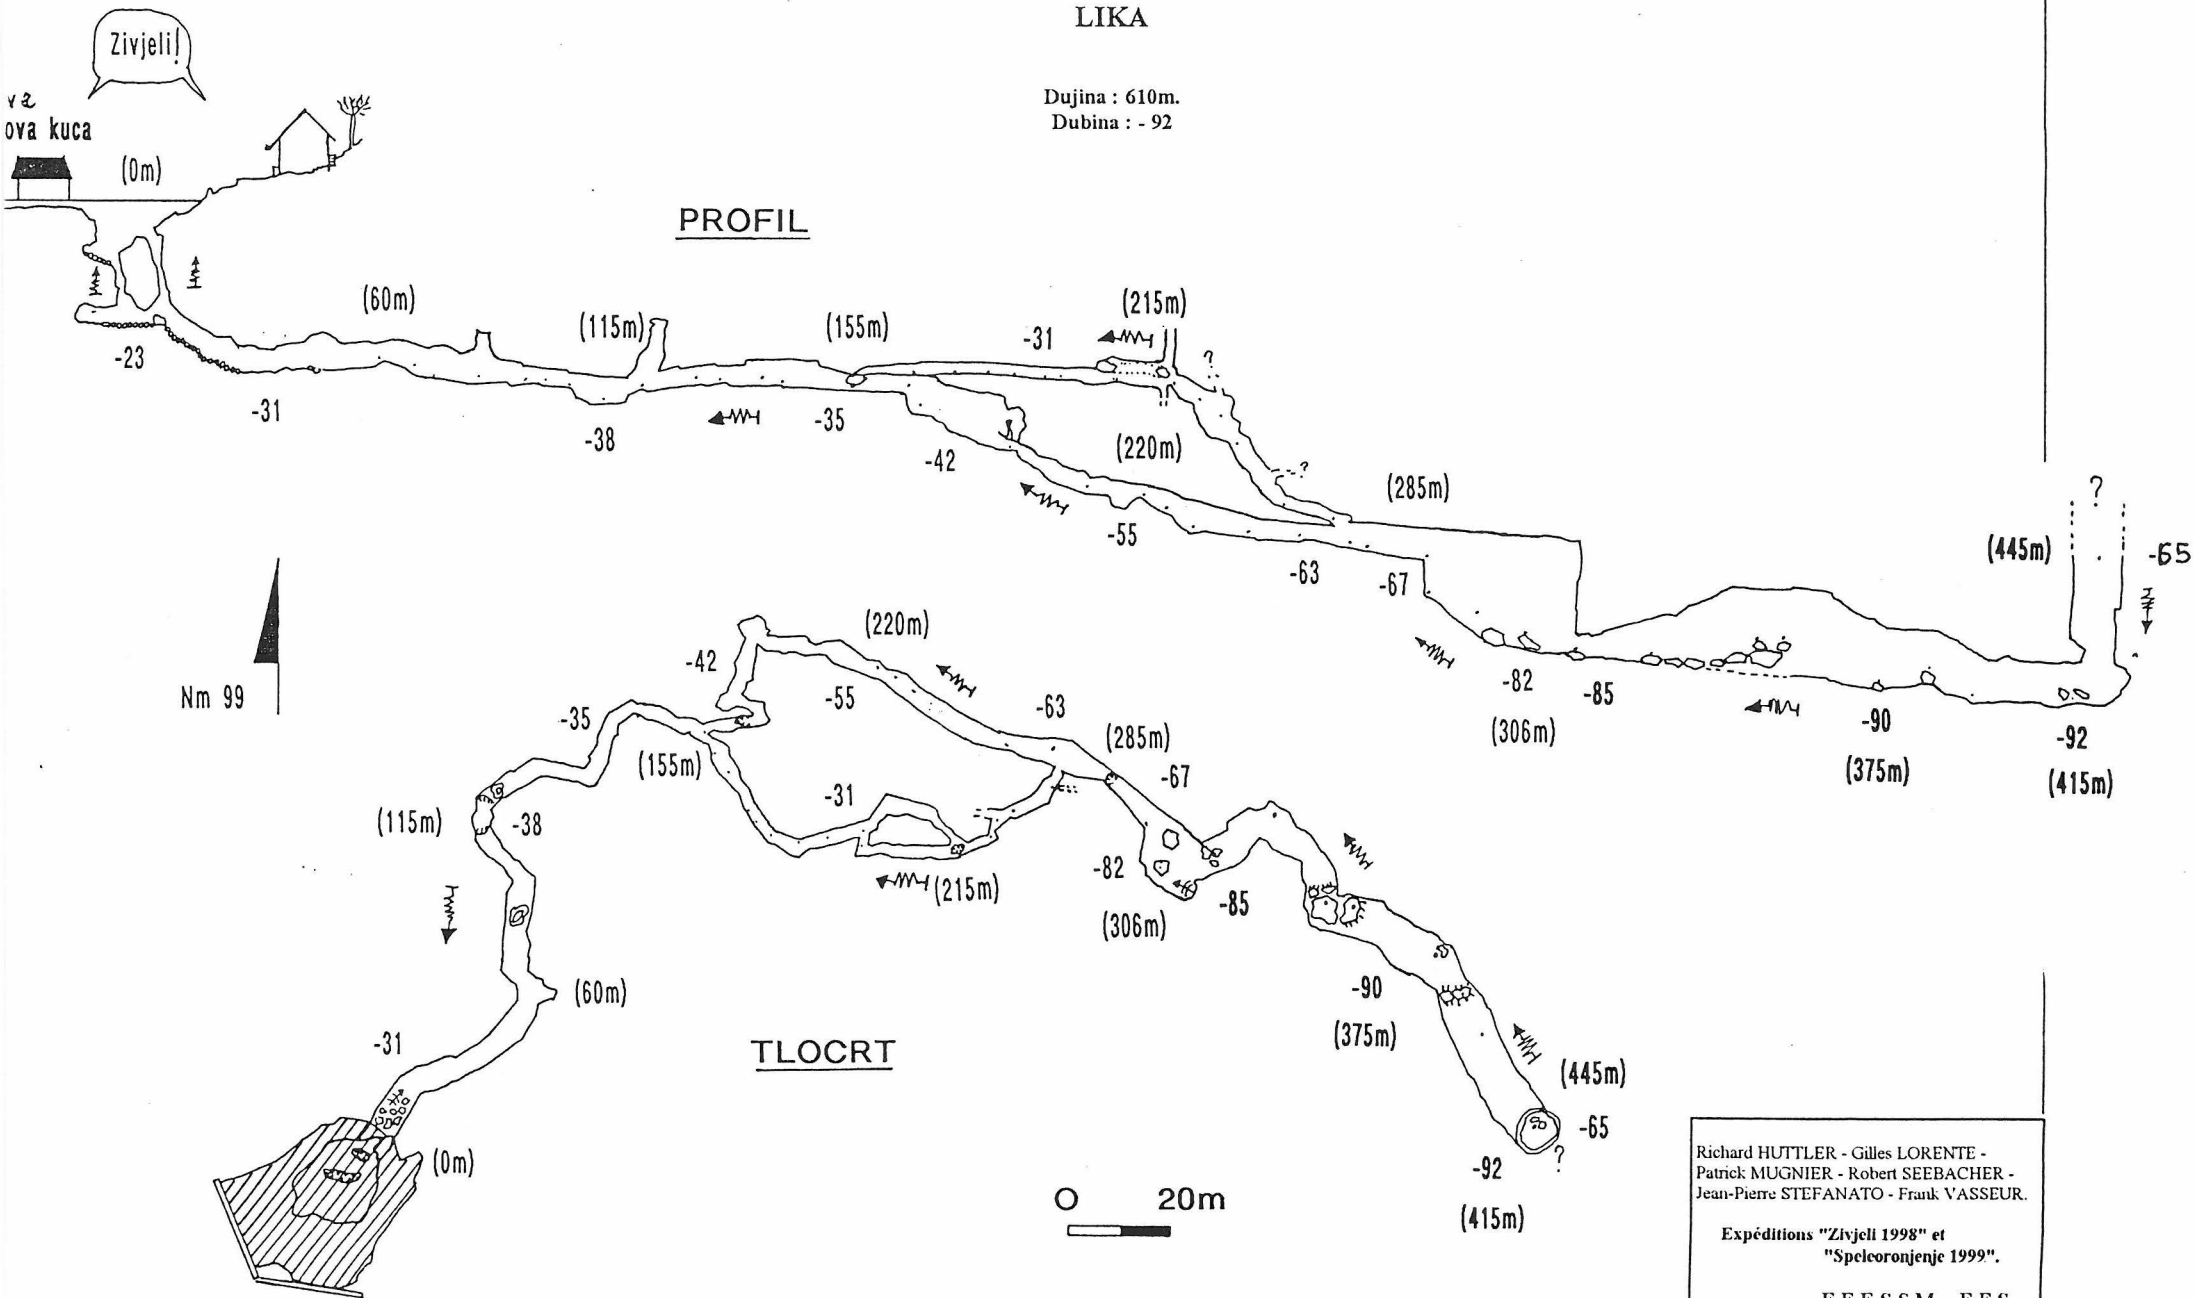 LIKA
Dujina : 610m.
Dubina : - 92
Zivjeli!
va
ova kuca
(0m)
PROFIL
(60m)
(115m)
(155m)
-31
(215m)
?
-23
-31
-38
-35
-42
(220m)
?
(285m)
-55
-63
-67
?
(445m)
-65
-82
-85
(306m)
-90
(375m)
-92
(415m)
Nm 99
(220m)
-42
-55
-35
(155m)
-63
(285m)
-67
-31
(115m)
-38
(215m)
-82
-85
(306m)
(60m)
-90
(375m)
-31
TLOCRT
(445m)
-65
(0m)
-92
?
(415m)
O 20m
Richard HUTTLER - Gilles LORENTE -
Patrick MUGNIER - Robert SEEBACHER -
Jean-Pierre STEFANATO - Frank VASSEUR.
Expéditions "Zivjeli 1998" et
"Speleoronjenje 1999".
F.F.E.S.S.M. - F.F.S.